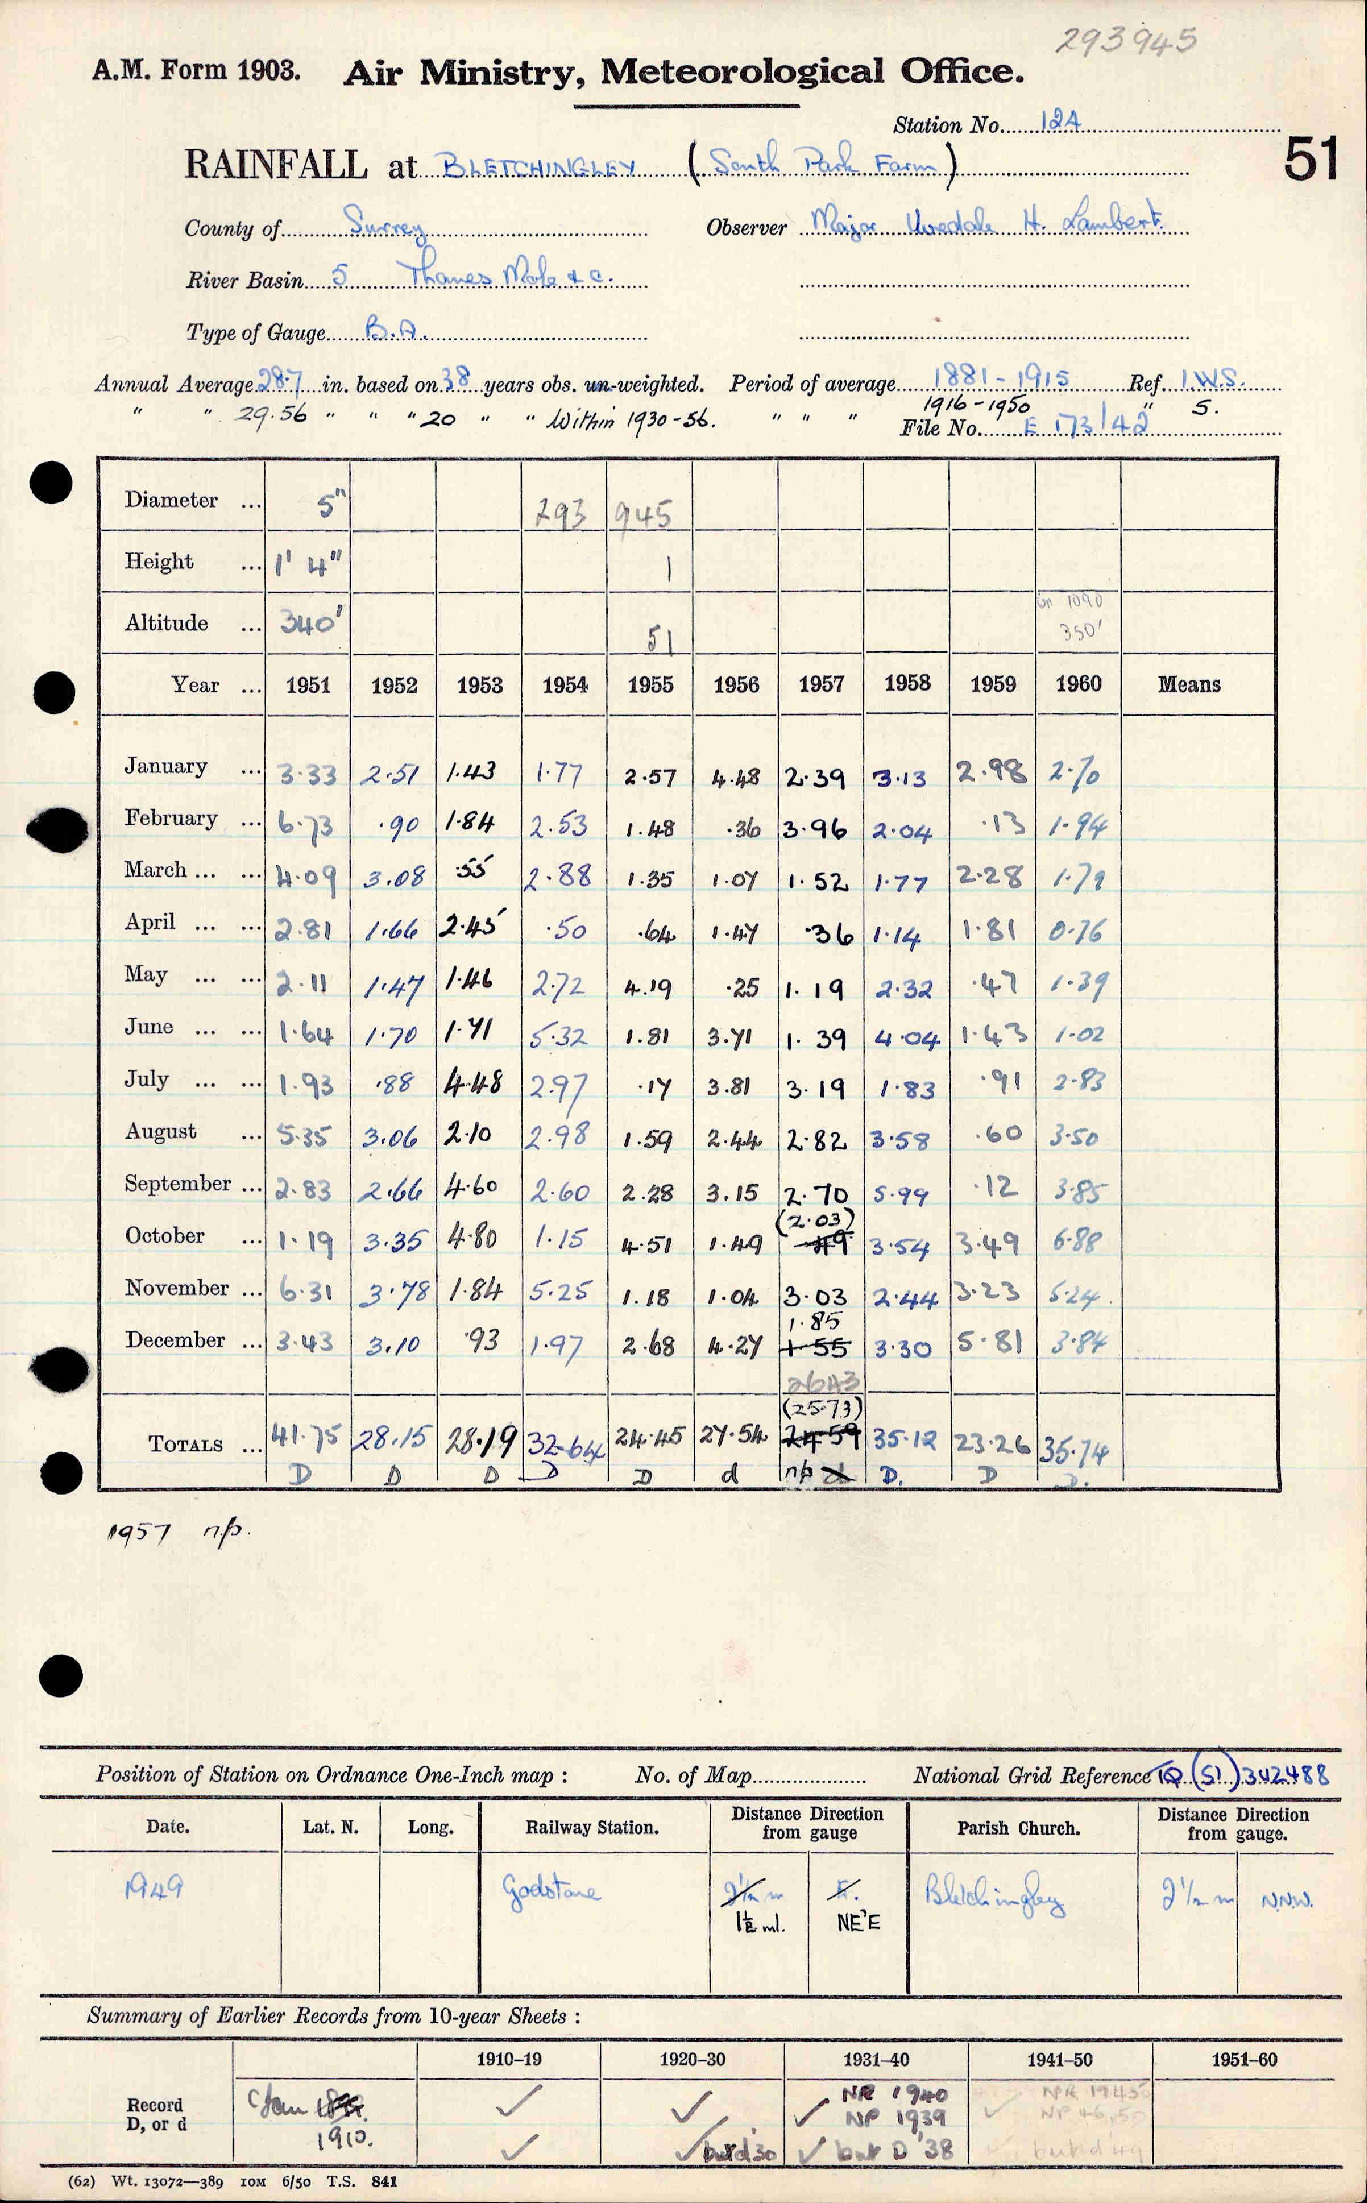 293945
A.M. Form 1903. Air Ministry, Meteorological Office.
Station No. 12A
51
RAINFALL at BLETCHINGLEY (South Park Farm)
County of Surrey Observer Major Uvedale H. Lambert.
River Basin 5 Thames Mole & c.
Type of Gauge B.A.
Annual Average 28.7 in. based on 38 years obs. un-weighted. Period of average 1881-1915 Ref. I.W.S.
" " 29.56 " " " 20 " " Within 1930-56. " " " 1916-1950 " S.
File No. E 173/42
Diameter ... 5" 293 945
Height ... 1' 4" 1
Altitude ... 340' 51 1090 350'
Year ... 1951 1952 1953 1954 1955 1956 1957 1958 1959 1960 Means
January ... 3.33 2.51 1.43 1.77 2.57 4.48 2.39 3.13 2.98 2.70
February ... 6.73 .90 1.84 2.53 1.48 .36 3.96 2.04 .13 1.94
March ... ... 4.09 3.08 .55 2.88 1.35 1.07 1.52 1.77 2.28 1.79
April ... ... 2.81 1.66 2.45 .50 .64 1.47 .36 1.14 1.81 0.76
May ... ... 2.11 1.47 1.46 2.72 4.19 .25 1.19 2.32 .47 1.39
June ... ... 1.64 1.70 1.71 5.32 1.81 3.71 1.39 4.04 1.43 1.02
July ... ... 1.93 .88 4.48 2.97 .17 3.81 3.19 1.83 .91 2.83
August ... 5.35 3.06 2.10 2.98 1.59 2.44 2.82 3.58 .60 3.50
September ... 2.83 2.66 4.60 2.60 2.28 3.15 2.70 5.99 .12 3.85
(2.03)
October ... 1.19 3.35 4.80 1.15 4.51 1.49 .49 3.54 3.49 6.88
November ... 6.31 3.78 1.84 5.25 1.18 1.04 3.03 2.44 3.23 5.24
1.85
December ... 3.43 3.10 .93 1.97 2.68 4.27 1.55 3.30 5.81 3.84
2643
(25.73)
TOTALS ... 41.75 28.15 28.19 32.64 24.45 27.54 24.59 35.12 23.26 35.74
D D D D D d n/p d D. D D.
1957 n/p.
Position of Station on Ordnance One-Inch map : No. of Map National Grid Reference TQ (51) 342488
Date. Lat. N. Long. Railway Station. Distance Direction from gauge Parish Church. Distance Direction from gauge.
1949 Godstone 2½ m E. Bletchingley 2½ m N.N.W.
1½ ml. NE'E
Summary of Earlier Records from 10-year Sheets :
1910–19 1920–30 1931–40 1941–50 1951–60
Record D, or d
Jan 1910.
✓ ✓ ✓ NR 1940 NP 1939 ✓ NPR 1945 NP 46,50
✓ ✓ but d 30 ✓ but D '38 but d '49
(62) Wt. 13072—389 10M 6/50 T.S. 841